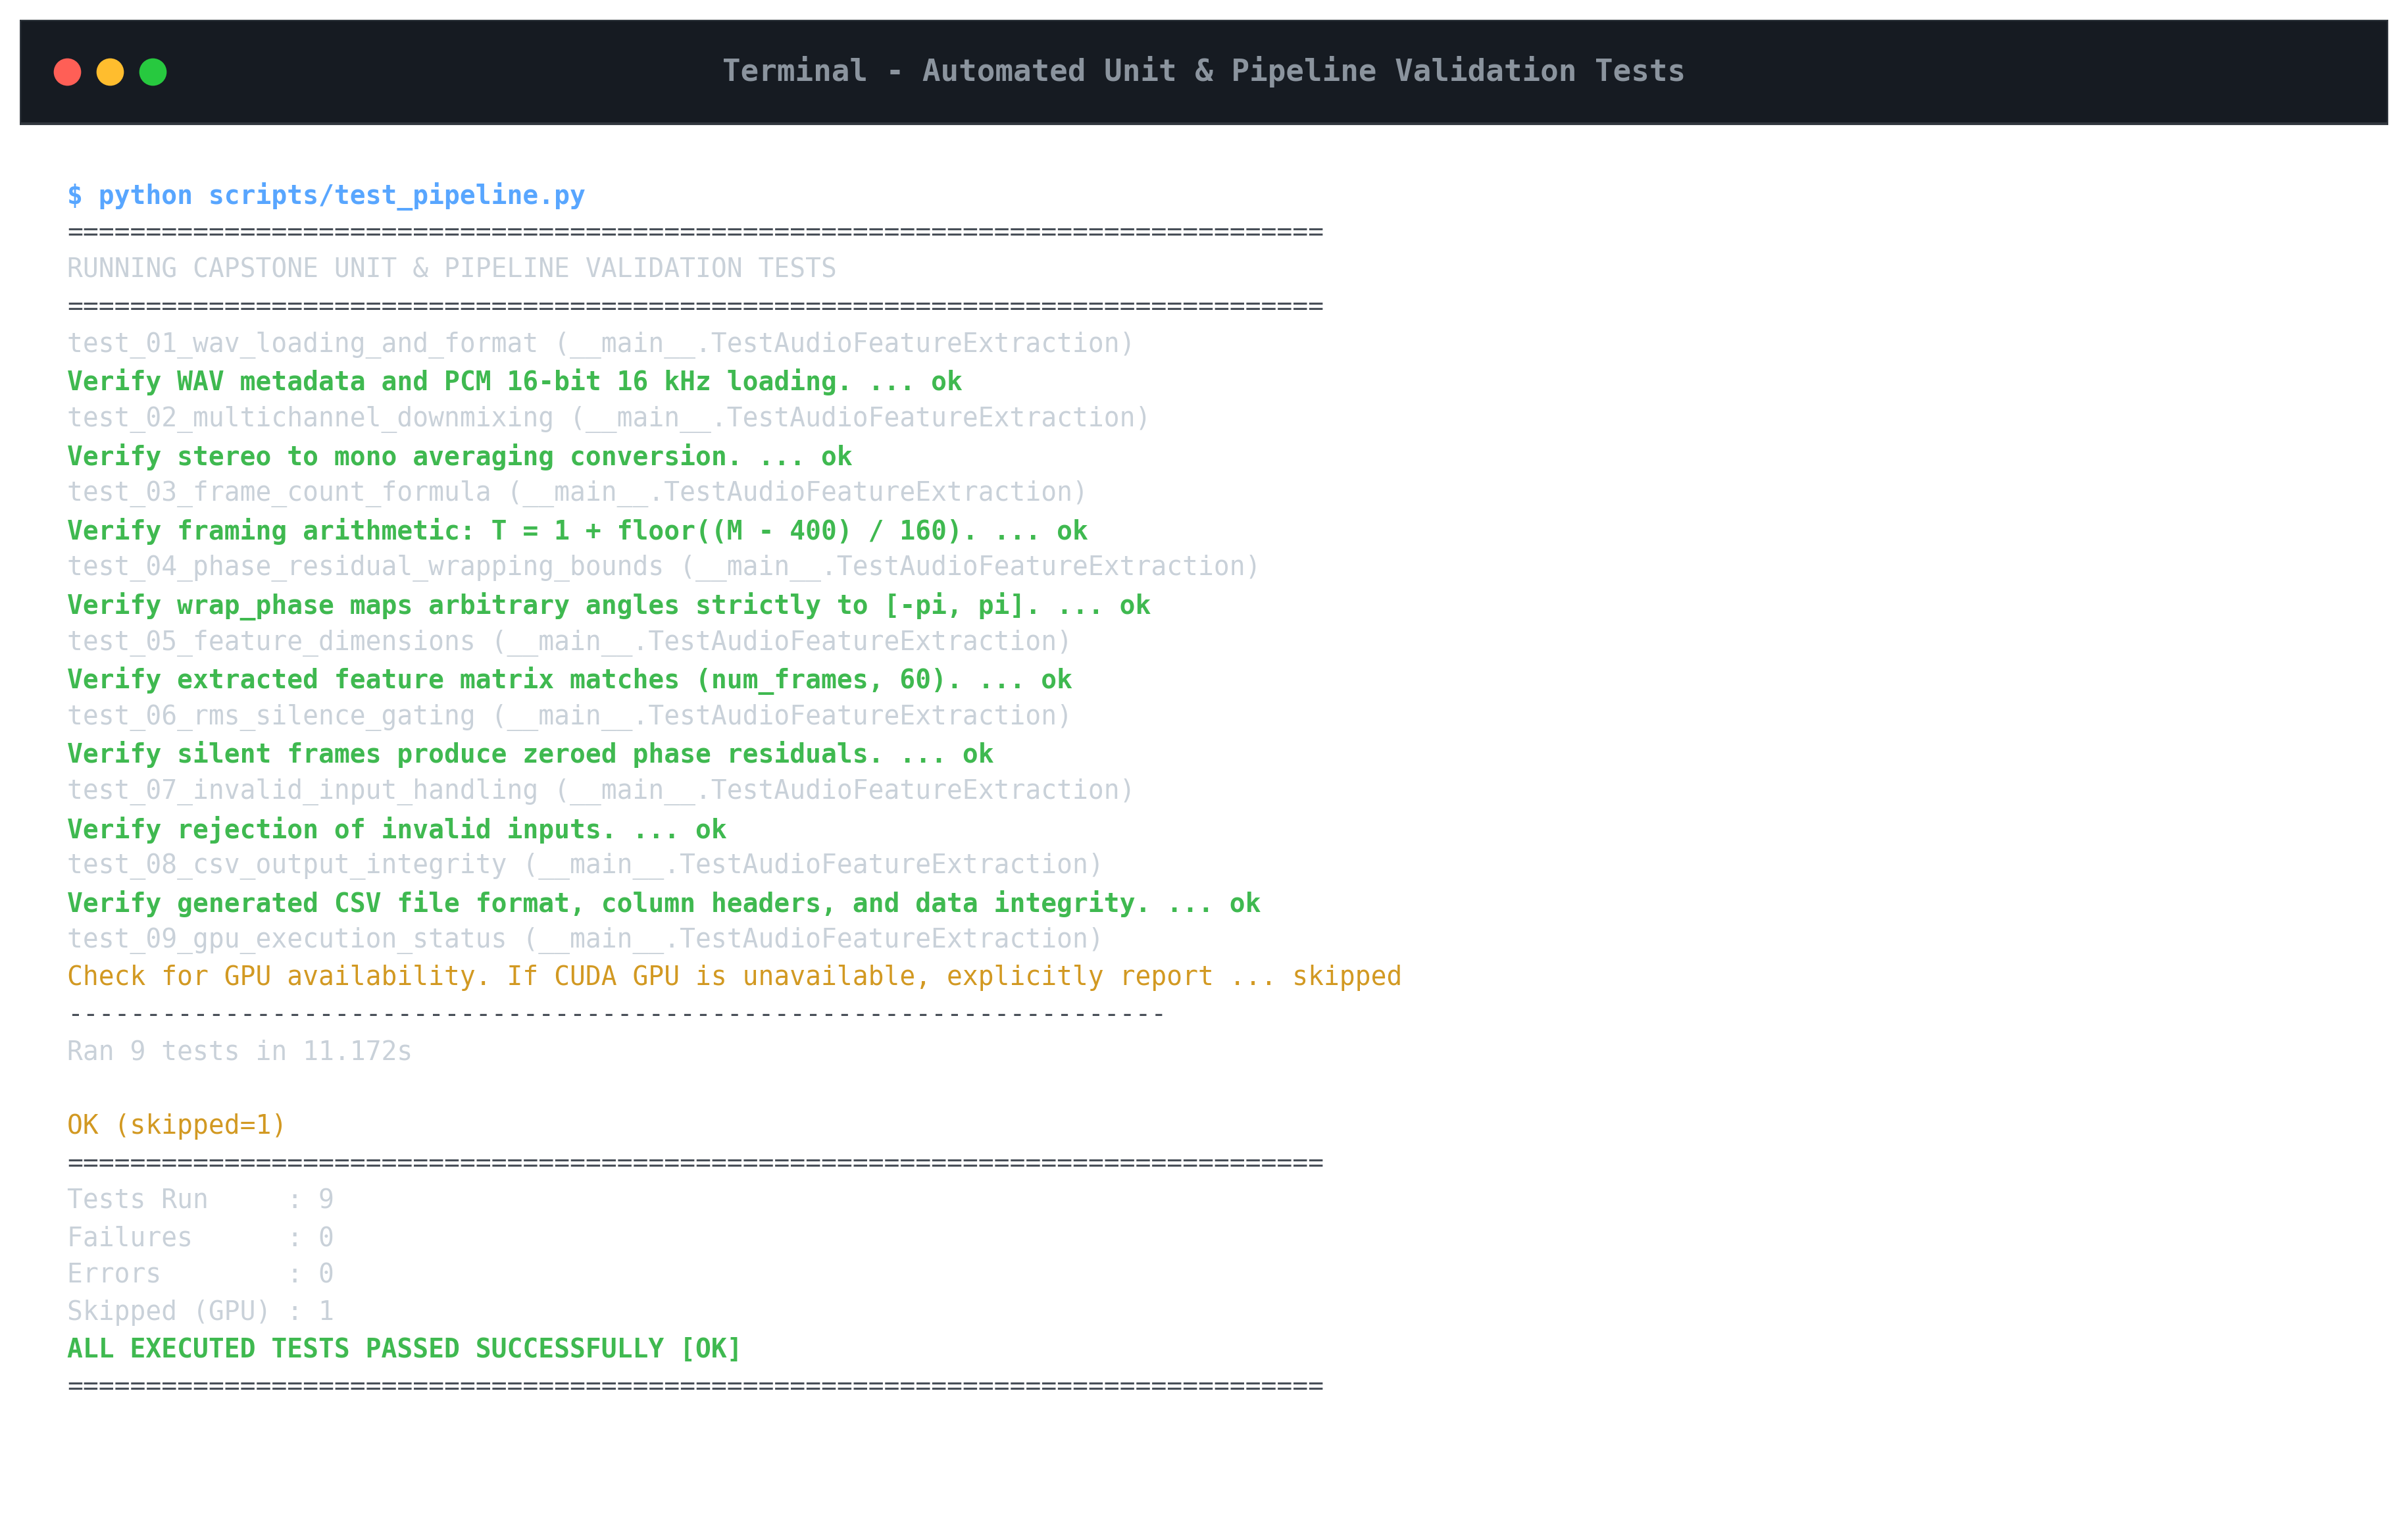 Terminal - Automated Unit & Pipeline Validation Tests
$ python scripts/test_pipeline.py
================================================================================
RUNNING CAPSTONE UNIT & PIPELINE VALIDATION TESTS
================================================================================
test_01_wav_loading_and_format (__main__.TestAudioFeatureExtraction)
Verify WAV metadata and PCM 16-bit 16 kHz loading. ... ok
test_02_multichannel_downmixing (__main__.TestAudioFeatureExtraction)
Verify stereo to mono averaging conversion. ... ok
test_03_frame_count_formula (__main__.TestAudioFeatureExtraction)
Verify framing arithmetic: T = 1 + floor((M - 400) / 160). ... ok
test_04_phase_residual_wrapping_bounds (__main__.TestAudioFeatureExtraction)
Verify wrap_phase maps arbitrary angles strictly to [-pi, pi]. ... ok
test_05_feature_dimensions (__main__.TestAudioFeatureExtraction)
Verify extracted feature matrix matches (num_frames, 60). ... ok
test_06_rms_silence_gating (__main__.TestAudioFeatureExtraction)
Verify silent frames produce zeroed phase residuals. ... ok
test_07_invalid_input_handling (__main__.TestAudioFeatureExtraction)
Verify rejection of invalid inputs. ... ok
test_08_csv_output_integrity (__main__.TestAudioFeatureExtraction)
Verify generated CSV file format, column headers, and data integrity. ... ok
test_09_gpu_execution_status (__main__.TestAudioFeatureExtraction)
Check for GPU availability. If CUDA GPU is unavailable, explicitly report ... skipped
----------------------------------------------------------------------
Ran 9 tests in 11.172s
OK (skipped=1)
================================================================================
Tests Run     : 9
Failures      : 0
Errors        : 0
Skipped (GPU) : 1
ALL EXECUTED TESTS PASSED SUCCESSFULLY [OK]
================================================================================